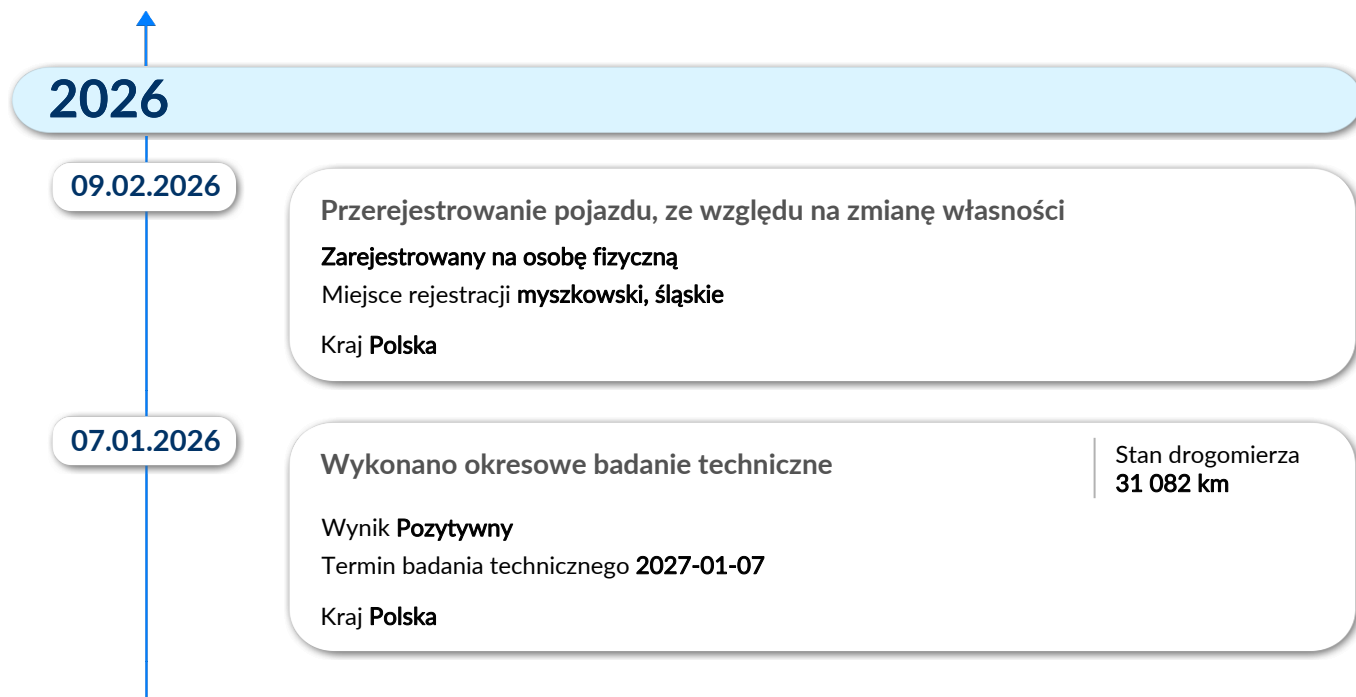 2026
09.02.2026
Przerejestrowanie pojazdu, ze względu na zmianę własności
Zarejestrowany na osobę fizyczną
Miejsce rejestracji myszkowski, śląskie
Kraj Polska
07.01.2026
Wykonano okresowe badanie techniczne
Stan drogomierza
31 082 km
Wynik Pozytywny
Termin badania technicznego 2027-01-07
Kraj Polska